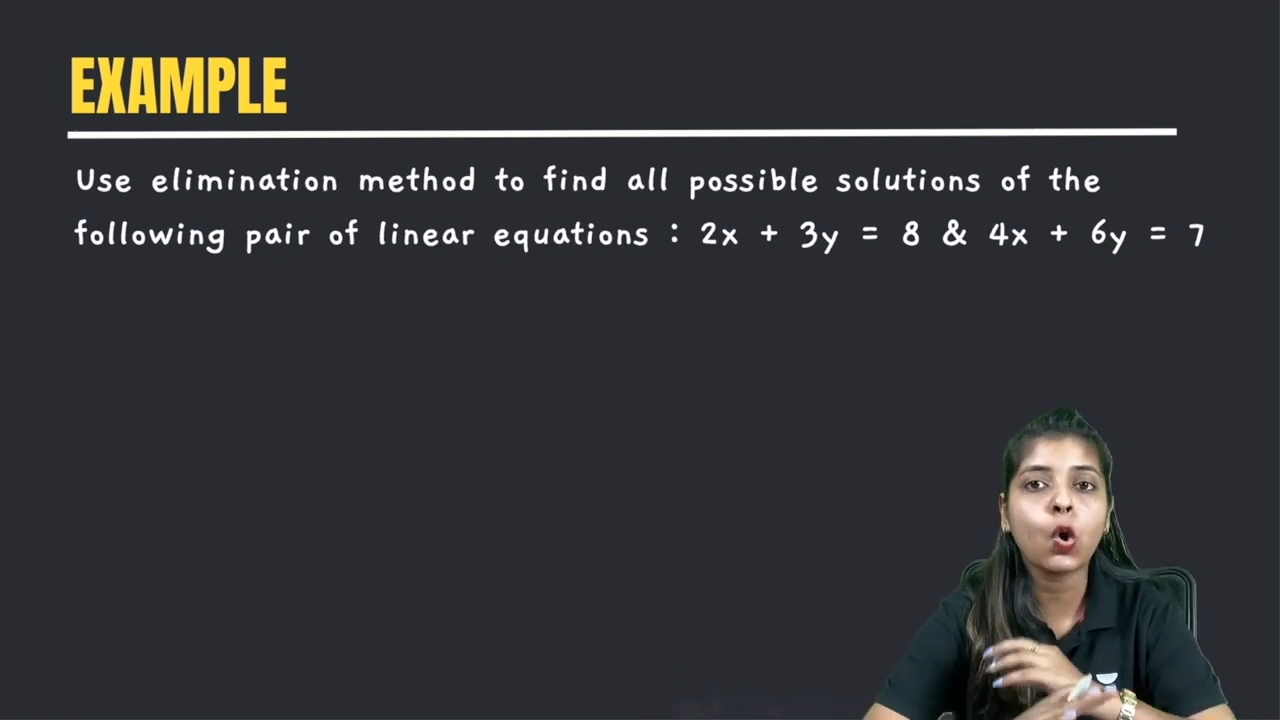 EXAMPLE
Use elimination method to find all possible solutions of the
following pair of linear equations : 2x + 3y = 8 & 4x + 6y = 7